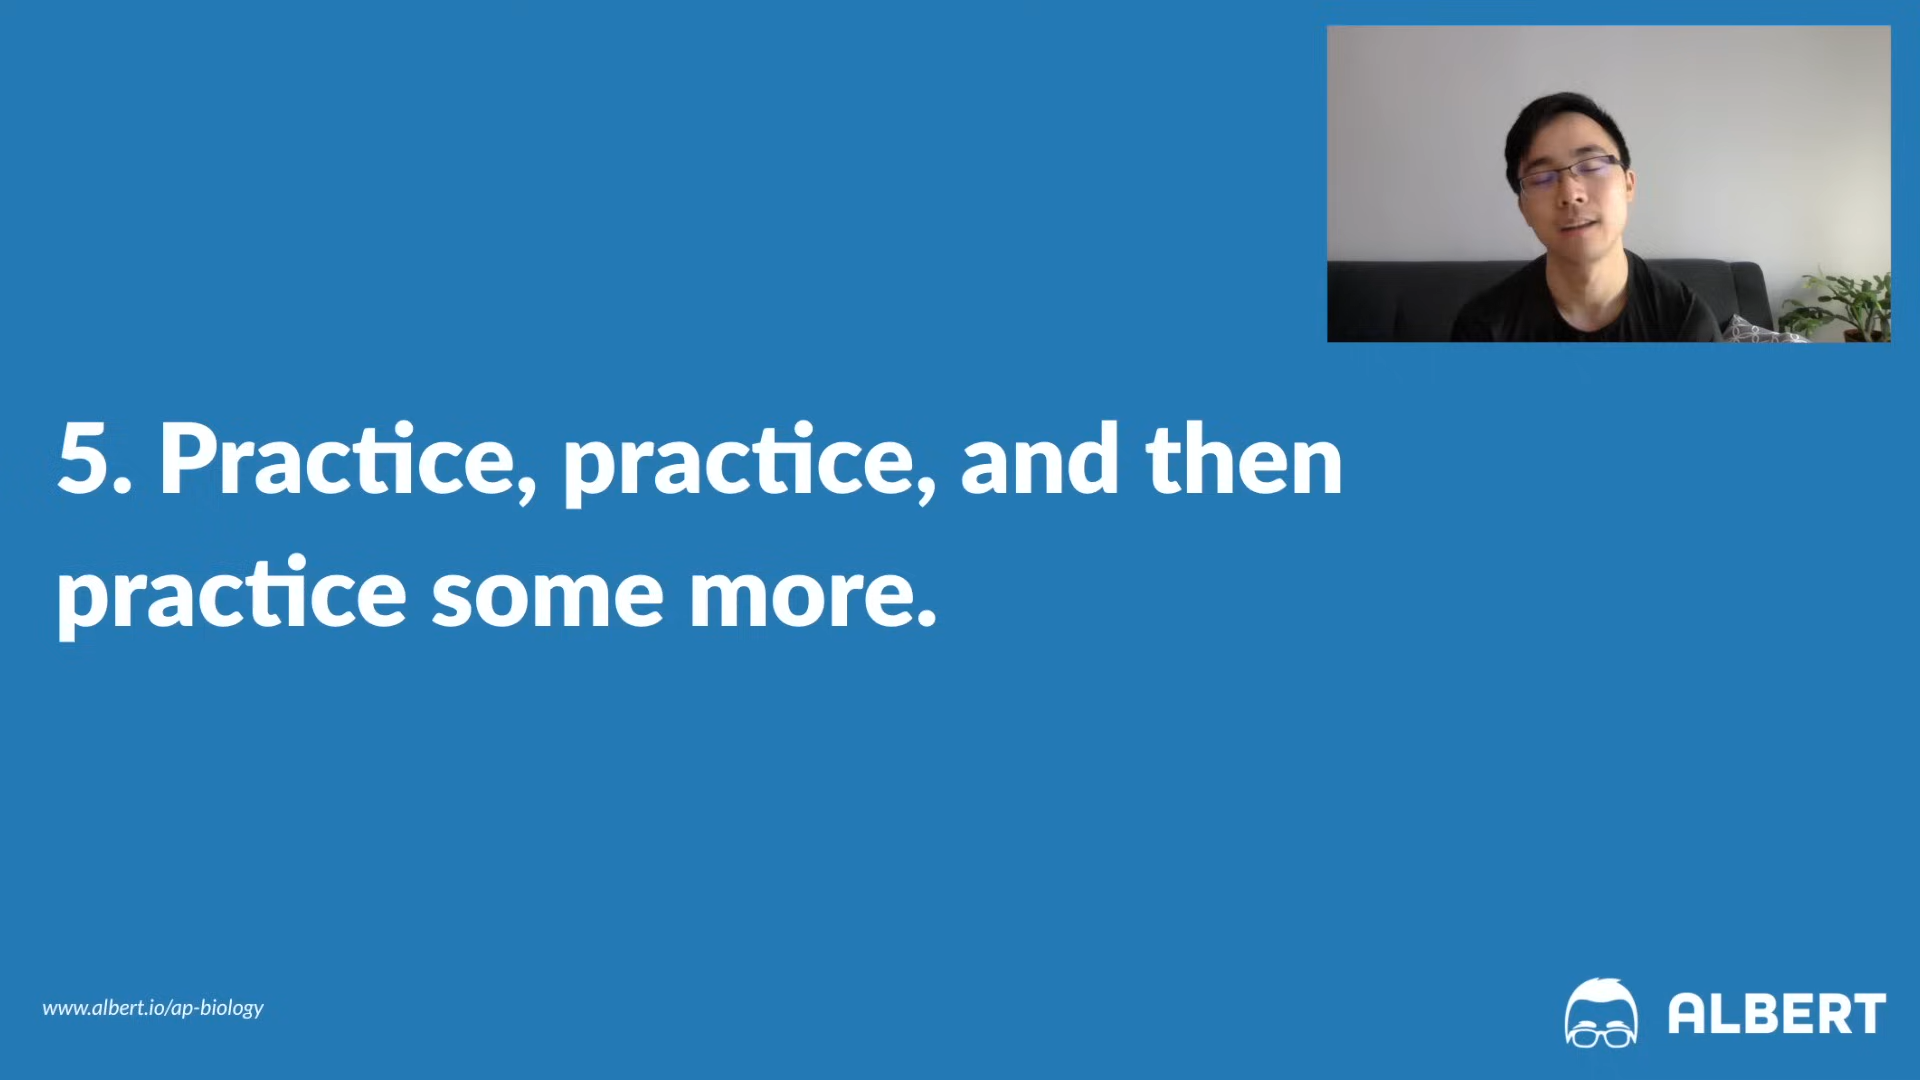 5. Practice, practice, and then
practice some more.
www.albert.io/ap-biology
ALBERT